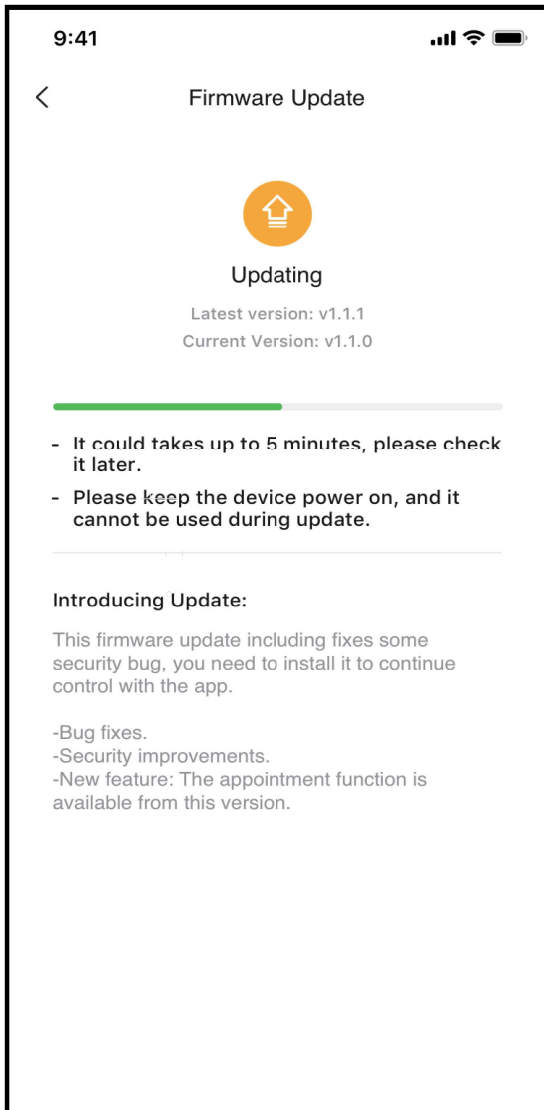 9:41
Firmware Update
Updating
Latest version: v1.1.1
Current Version: v1.1.0
- It could takes up to 5 minutes, please check
it later.
- Please keep the device power on, and it
cannot be used during update.
Introducing Update:
This firmware update including fixes some
security bug, you need to install it to continue
control with the app.
-Bug fixes.
-Security improvements.
-New feature: The appointment function is
available from this version.